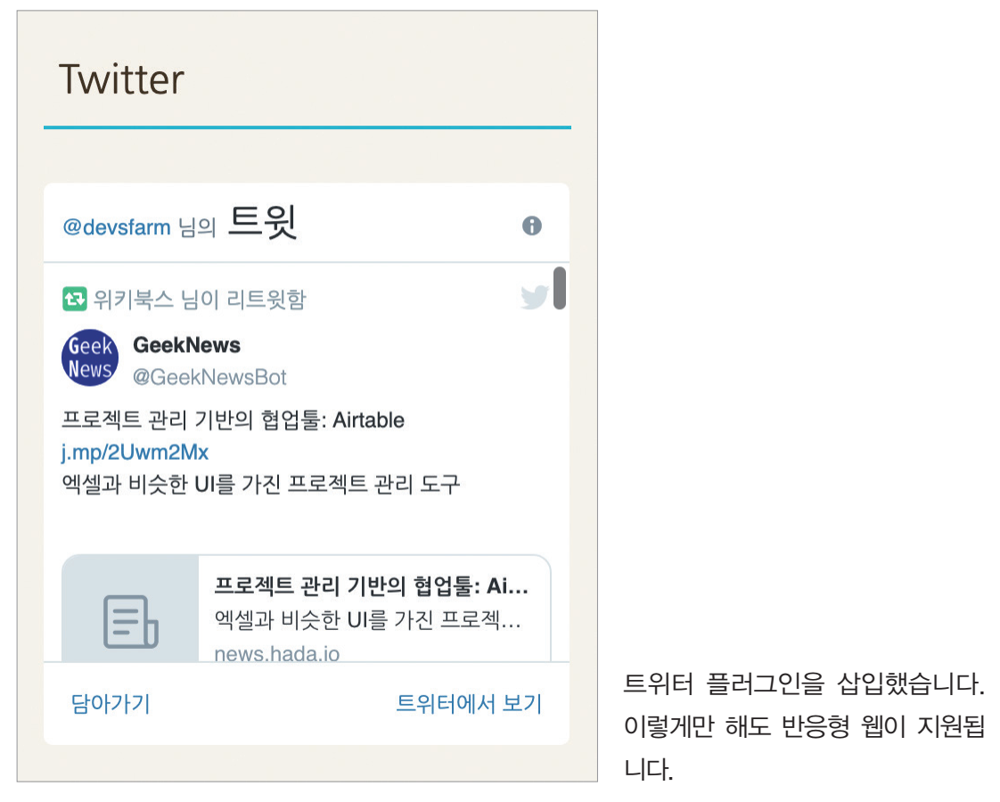 Twitter
@devsfarm 님의 트윗
위키북스 님이 리트윗함
Geek
News
GeekNews
@GeekNewsBot
프로젝트 관리 기반의 협업툴: Airtable
j.mp/2Uwm2Mx
엑셀과 비슷한 UI를 가진 프로젝트 관리 도구
프로젝트 관리 기반의 협업툴: Ai...
엑셀과 비슷한 UI를 가진 프로젝...
news.hada.io
담아가기
트위터에서 보기
트위터 플러그인을 삽입했습니다.
이렇게만 해도 반응형 웹이 지원됩
니다.